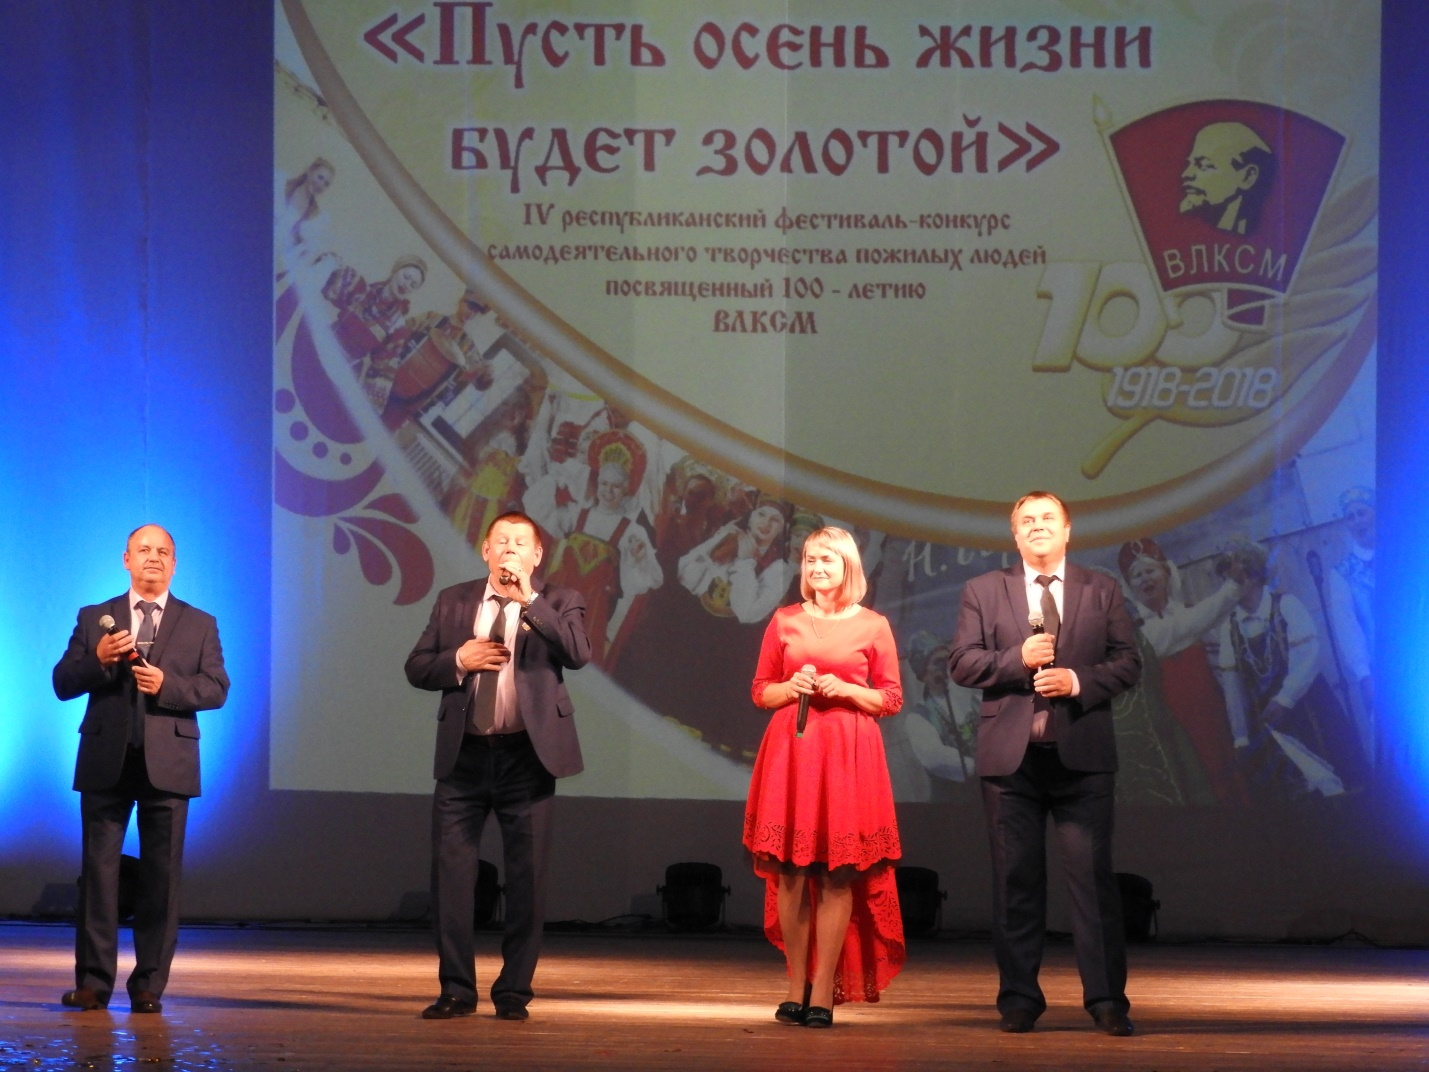 «Пусть осень жизни
будет золотой»
IV республиканский фестиваль-конкурс
самодеятельного творчества пожилых людей
посвященный 100 - летию
ВЛКСМ
ВЛКСМ
100
1918-2018